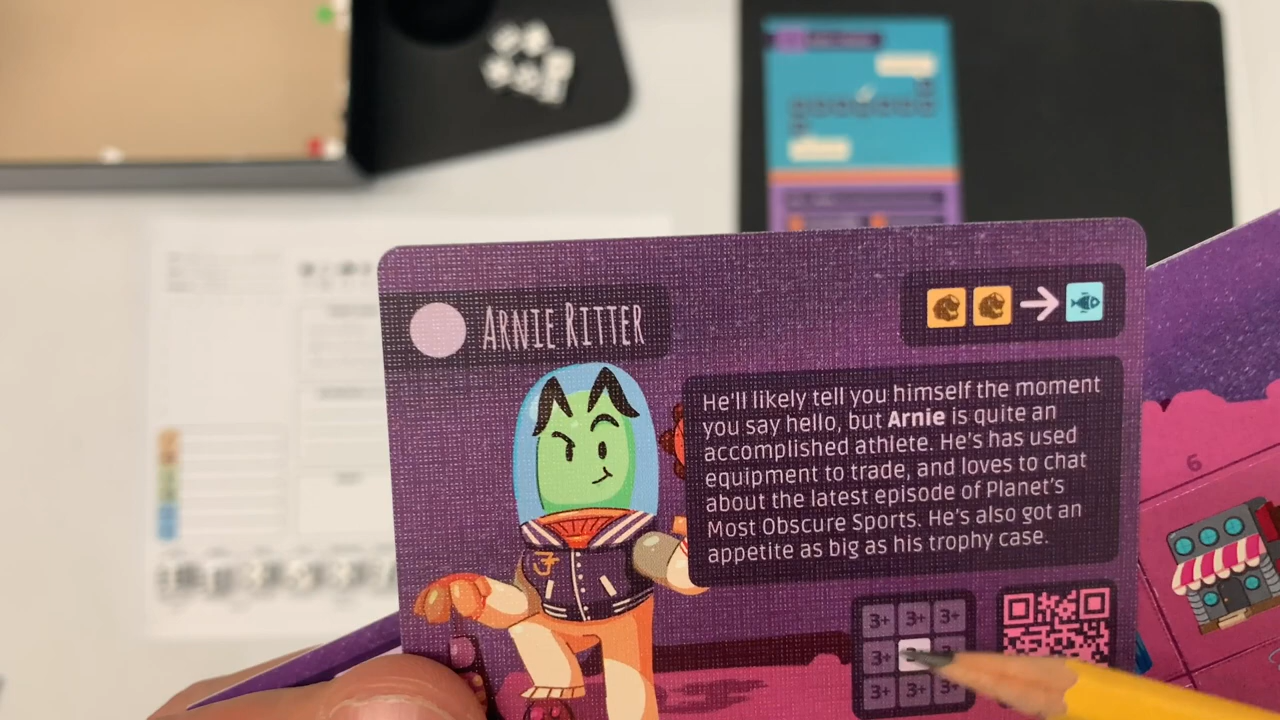 ARNIE RITTER
He'll likely tell you himself the moment
you say hello, but Arnie is quite an
accomplished athlete. He's has used
equipment to trade, and loves to chat
about the latest episode of Planet's
Most Obscure Sports. He's also got an
appetite as big as his trophy case.
3+ 3+ 3+
3+
3+ 3+ 3+
6